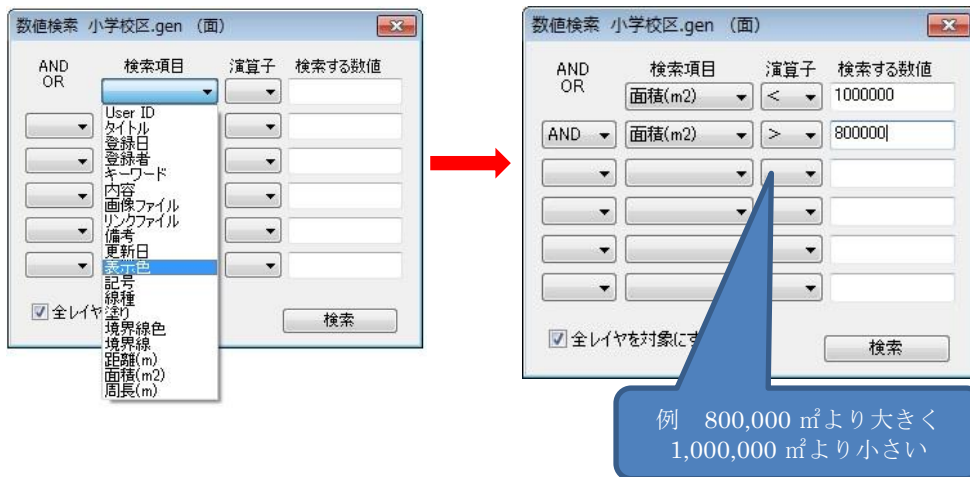 数値検索 小学校区.gen （面）
AND
OR
検索項目
演算子
検索する数値
User ID
タイトル
登録日
登録者
キーワード
内容
画像ファイル
リンクファイル
備考
更新日
表示色
記号
線種
塗り
境界線色
境界線
距離(m)
面積(m2)
周長(m)
全レイヤ
検索
数値検索 小学校区.gen （面）
AND
OR
検索項目
演算子
検索する数値
面積(m2) < 1000000
AND 面積(m2) > 800000
全レイヤを対象にす
検索
例　800,000 ㎡より大きく
1,000,000 ㎡より小さい